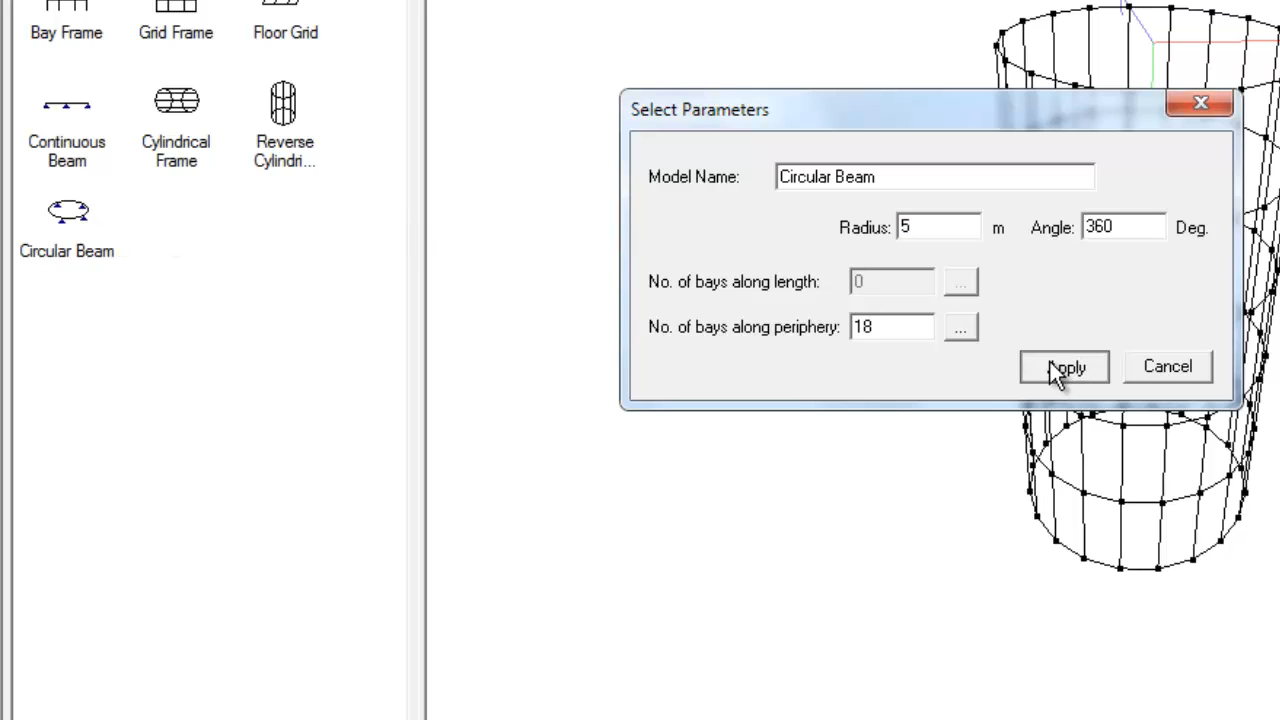 Bay Frame
Grid Frame
Floor Grid
Continuous
Beam
Cylindrical
Frame
Reverse
Cylindri...
Circular Beam
Select Parameters
Model Name: Circular Beam
Radius: 5 m Angle: 360 Deg.
No. of bays along length: 0 ...
No. of bays along periphery: 18 ...
Apply Cancel